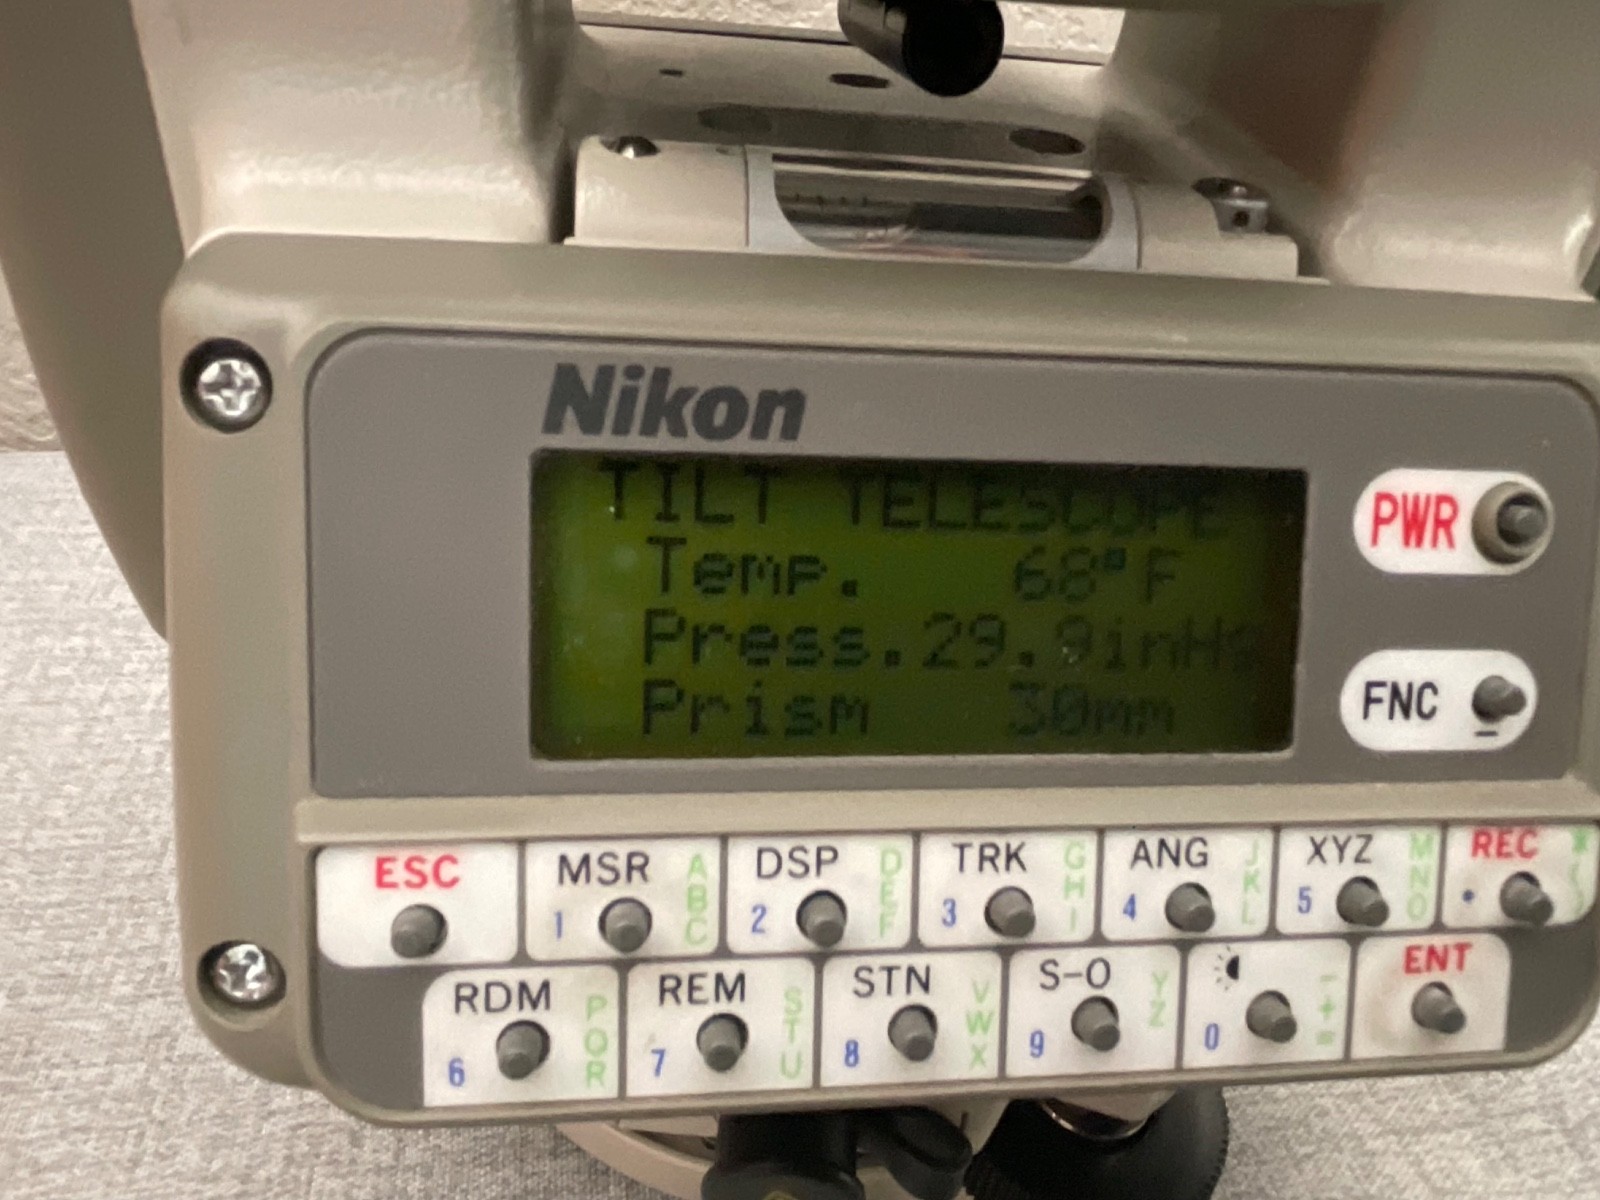 Nikon
TILT TELESCOPE
Temp. 68°F
Press.29.9inHg
Prism 30mm
PWR
FNC
ESC
MSR 1 ABC
DSP 2 DEF
TRK 3 GHI
ANG 4 JKL
XYZ 5 MNO
REC .
RDM 6 PQR
REM 7 STU
STN 8 VWX
S-O 9 YZ
0 -+=
ENT